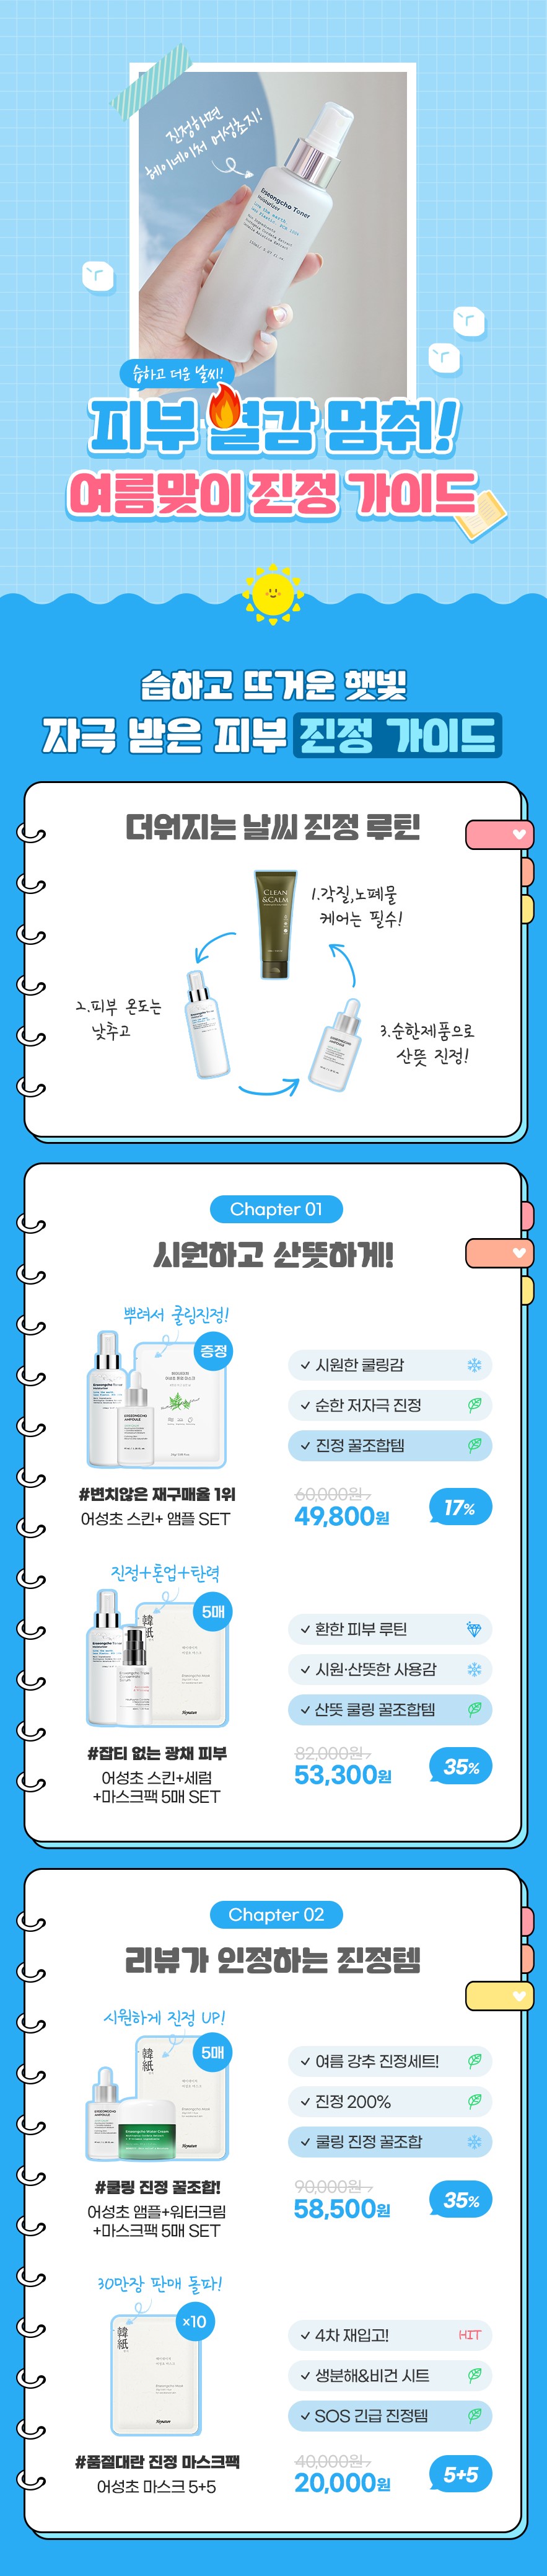 진정하면
헤이네이처 어성초지!
Eoseongcho Toner
Moisturizer
습하고 더운 날씨!
피부 열감 멈춰!
여름맞이 진정 가이드
습하고 뜨거운 햇빛
자극 받은 피부 진정 가이드
더워지는 날씨 진정 루틴
CLEAN
&CALM
1.각질,노폐물
케어는 필수!
2.피부 온도는
낮추고
3.순한제품으로
산뜻 진정!
Chapter 01
시원하고 산뜻하게!
뿌려서 쿨링진정!
증정
✓ 시원한 쿨링감
✓ 순한 저자극 진정
✓ 진정 꿀조합템
#변치않은 재구매율 1위
어성초 스킨+ 앰플 SET
60,000원
49,800원
17%
진정+톤업+탄력
5매
韓紙
✓ 환한 피부 루틴
✓ 시원·산뜻한 사용감
✓ 산뜻 쿨링 꿀조합템
#잡티 없는 광채 피부
어성초 스킨+세럼
+마스크팩 5매 SET
82,000원
53,300원
35%
Chapter 02
리뷰가 인정하는 진정템
시원하게 진정 UP!
5매
韓紙
✓ 여름 강추 진정세트!
✓ 진정 200%
✓ 쿨링 진정 꿀조합
#쿨링 진정 꿀조합!
어성초 앰플+워터크림
+마스크팩 5매 SET
90,000원
58,500원
35%
30만장 판매 돌파!
x10
韓紙
✓ 4차 재입고!
HIT
✓ 생분해&비건 시트
✓ SOS 긴급 진정템
#품절대란 진정 마스크팩
어성초 마스크 5+5
40,000원
20,000원
5+5